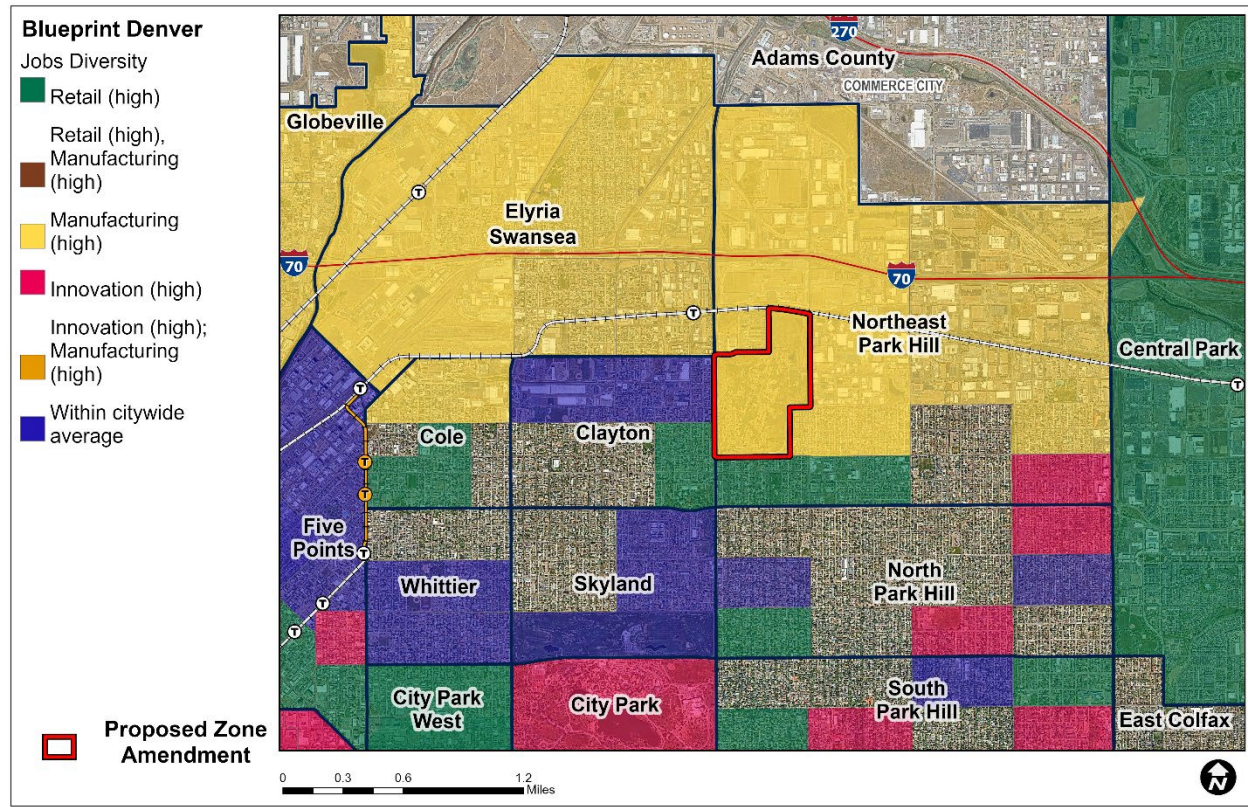 Blueprint Denver
Jobs Diversity
Retail (high)
Retail (high),
Manufacturing
(high)
Manufacturing
(high)
Innovation (high)
Innovation (high);
Manufacturing
(high)
Within citywide
average
Proposed Zone
Amendment
270
Adams County
COMMERCE CITY
Globeville
Elyria
Swansea
70
70
T
T
Northeast
Park Hill
Central Park
T
T
Cole
Clayton
T
T
Five
Points
T
Whittier
Skyland
North
Park Hill
T
T
City Park
West
City Park
South
Park Hill
East Colfax
0 0.3 0.6 1.2
Miles
N